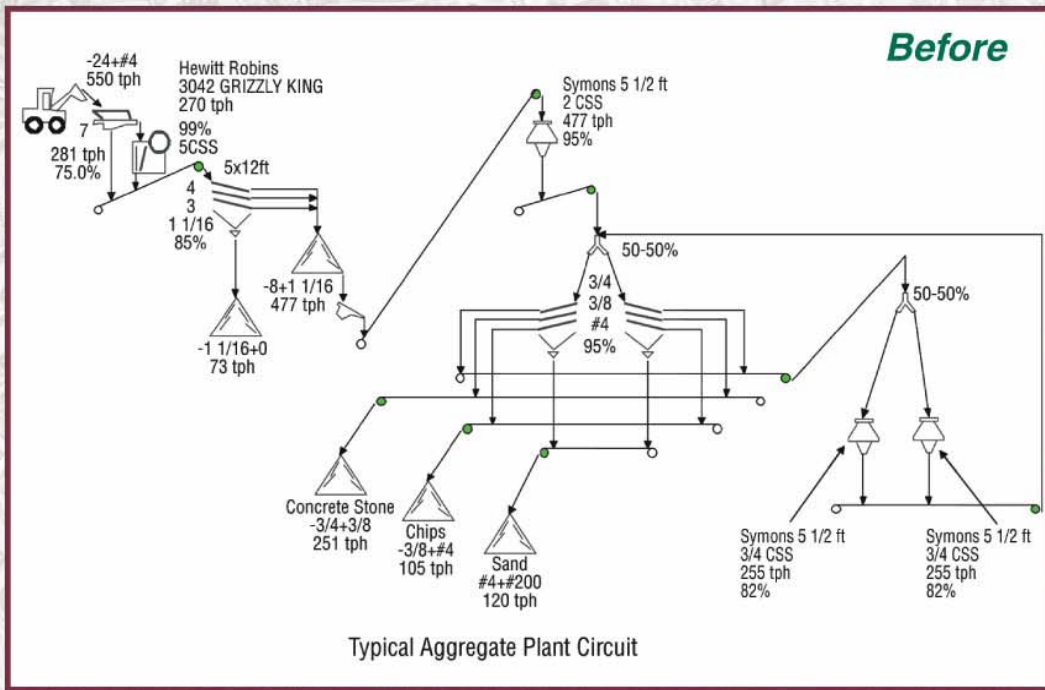 Before
-24+#4
550 tph
Hewitt Robins
3042 GRIZZLY KING
270 tph
99%
5CSS
7
281 tph
75.0%
5x12ft
4
3
1 1/16
85%
-8+1 1/16
477 tph
-1 1/16+0
73 tph
Symons 5 1/2 ft
2 CSS
477 tph
95%
50-50%
3/4
3/8
#4
95%
50-50%
Concrete Stone
-3/4+3/8
251 tph
Chips
-3/8+#4
105 tph
Sand
#4+#200
120 tph
Symons 5 1/2 ft
3/4 CSS
255 tph
82%
Symons 5 1/2 ft
3/4 CSS
255 tph
82%
Typical Aggregate Plant Circuit